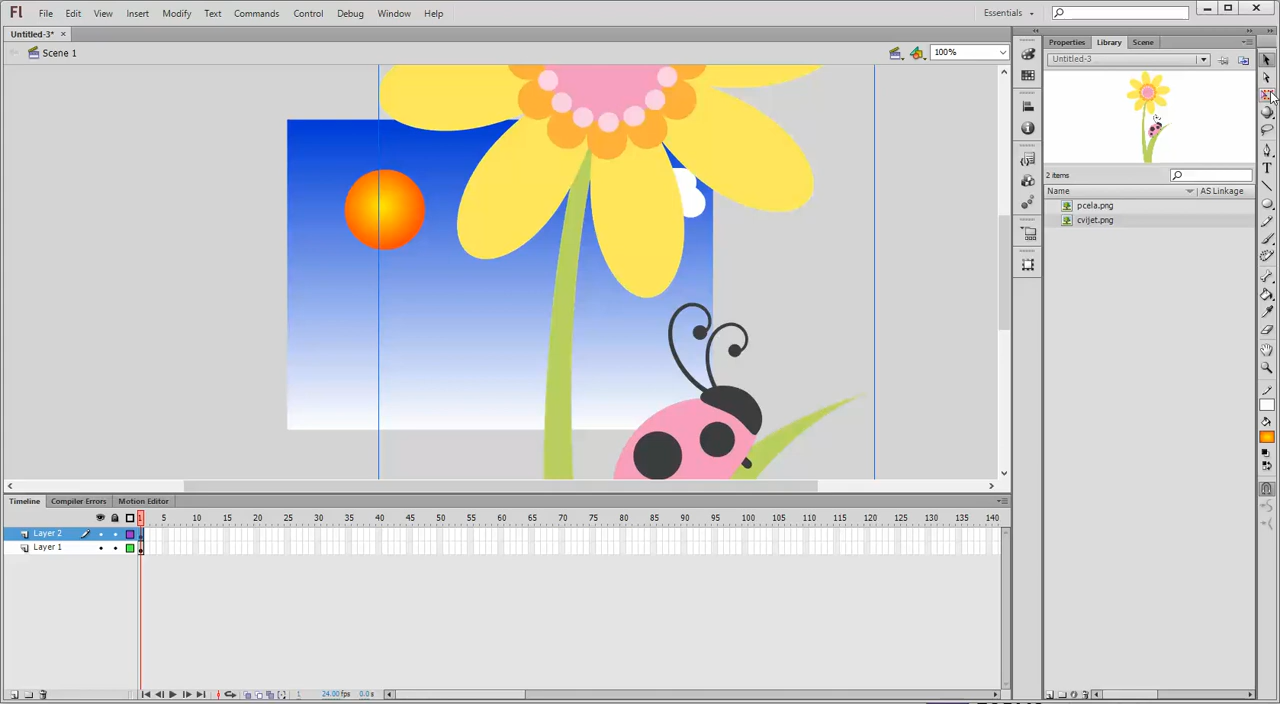 Fl File Edit View Insert Modify Text Commands Control Debug Window Help Essentials
Untitled-3*
Scene 1 100%
Properties Library Scene
Untitled-3
2 items
Name AS Linkage
pcela.png
cvijet.png
Timeline Compiler Errors Motion Editor
1 5 10 15 20 25 30 35 40 45 50 55 60 65 70 75 80 85 90 95 100 105 110 115 120 125 130 135 140
Layer 2
Layer 1
1 24.00 fps 0.0 s